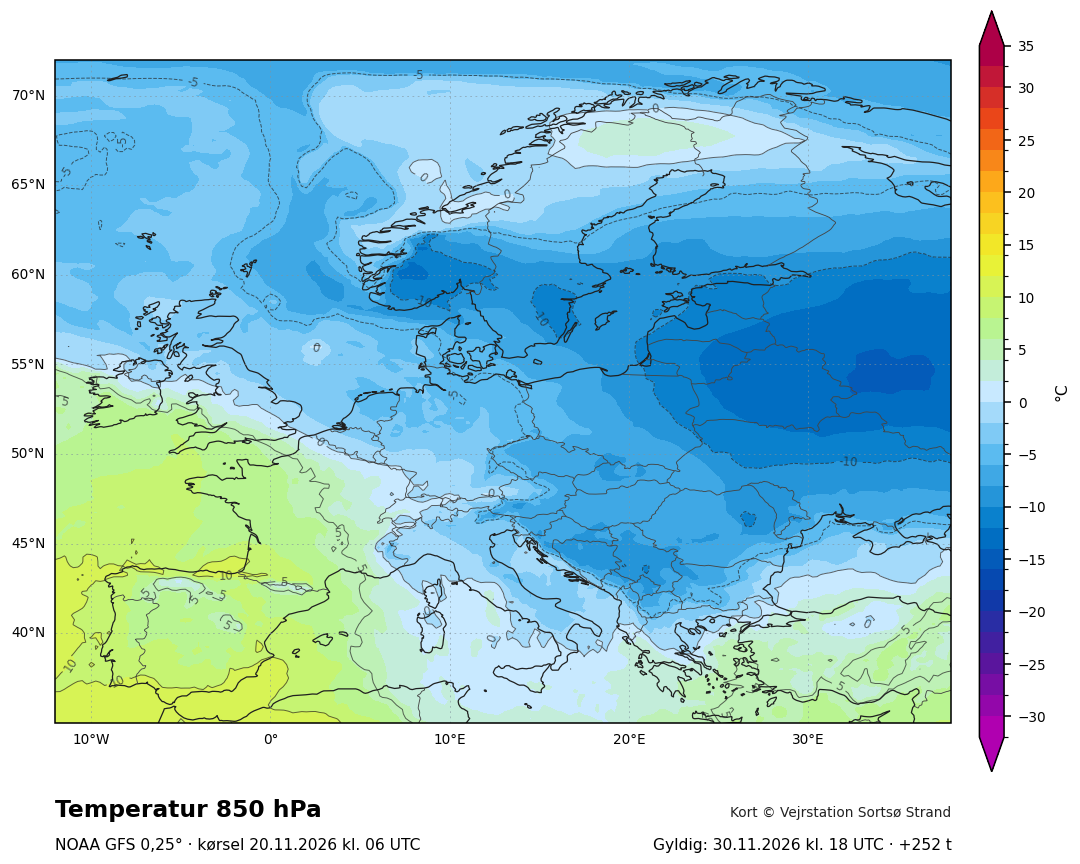 70°N
65°N
60°N
55°N
50°N
45°N
40°N
10°W
0°
10°E
20°E
30°E
35
30
25
20
15
10
5
0
−5
−10
−15
−20
−25
−30
°C
Temperatur 850 hPa
Kort © Vejrstation Sortsø Strand
NOAA GFS 0,25° · kørsel 20.11.2026 kl. 06 UTC
Gyldig: 30.11.2026 kl. 18 UTC · +252 t